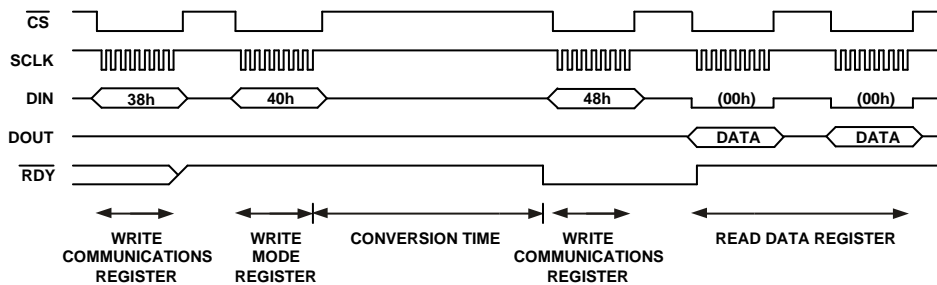 CS
SCLK
DIN 38h 40h 48h (00h) (00h)
DOUT DATA DATA
RDY
WRITE
COMMUNICATIONS
REGISTER
WRITE
MODE
REGISTER
CONVERSION TIME
WRITE
COMMUNICATIONS
REGISTER
READ DATA REGISTER